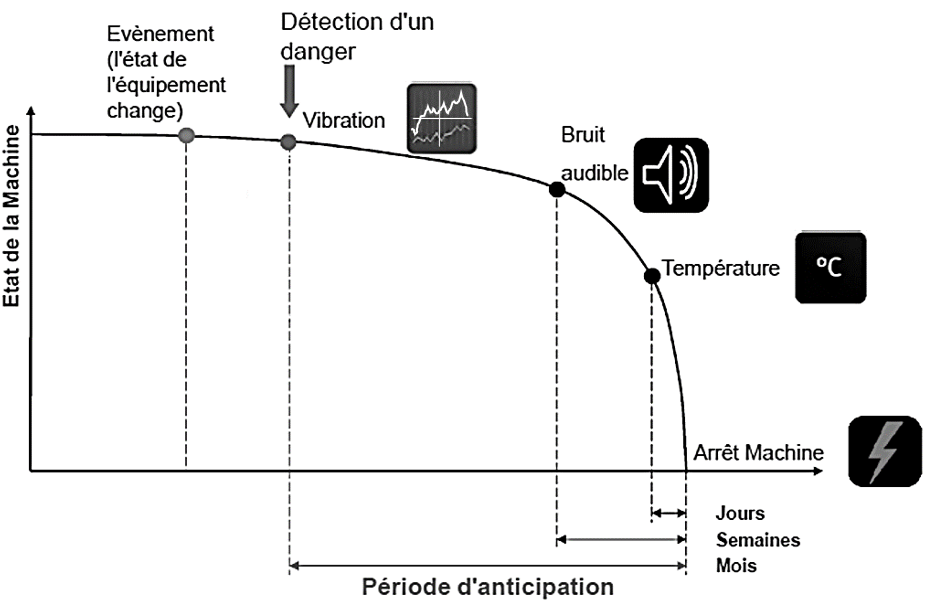 Détection d'un
danger
Evènement
(l'état de
l'équipement
change)
Vibration
Bruit
audible
Etat de la Machine
Température
°C
Arrêt Machine
Jours
Semaines
Mois
Période d'anticipation